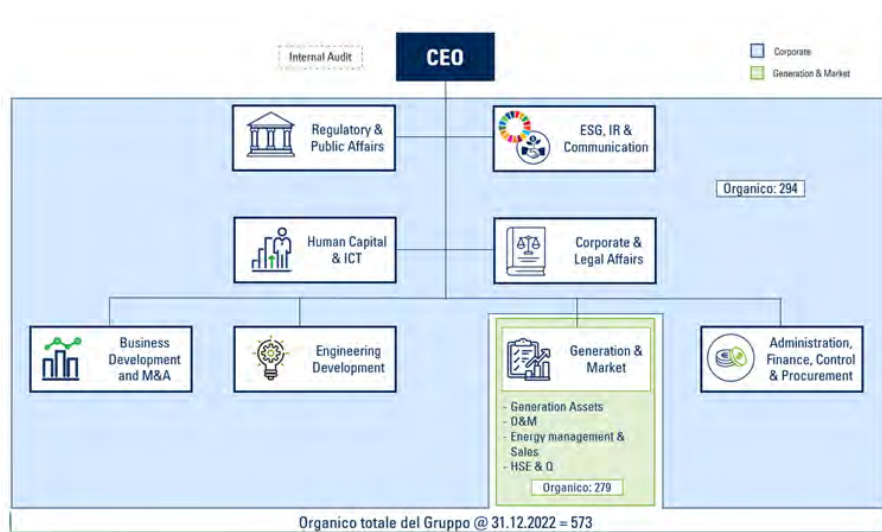 Internal Audit
CEO
Corporate
Generation & Market
Regulatory &
Public Affairs
ESG, IR &
Communication
Organico: 294
Human Capital
& ICT
Corporate &
Legal Affairs
Business
Development
and M&A
Engineering
Development
Generation &
Market
Administration,
Finance, Control
& Procurement
- Generation Assets
- O&M
- Energy management &
Sales
- HSE & Q
Organico: 279
Organico totale del Gruppo @ 31.12.2022 = 573